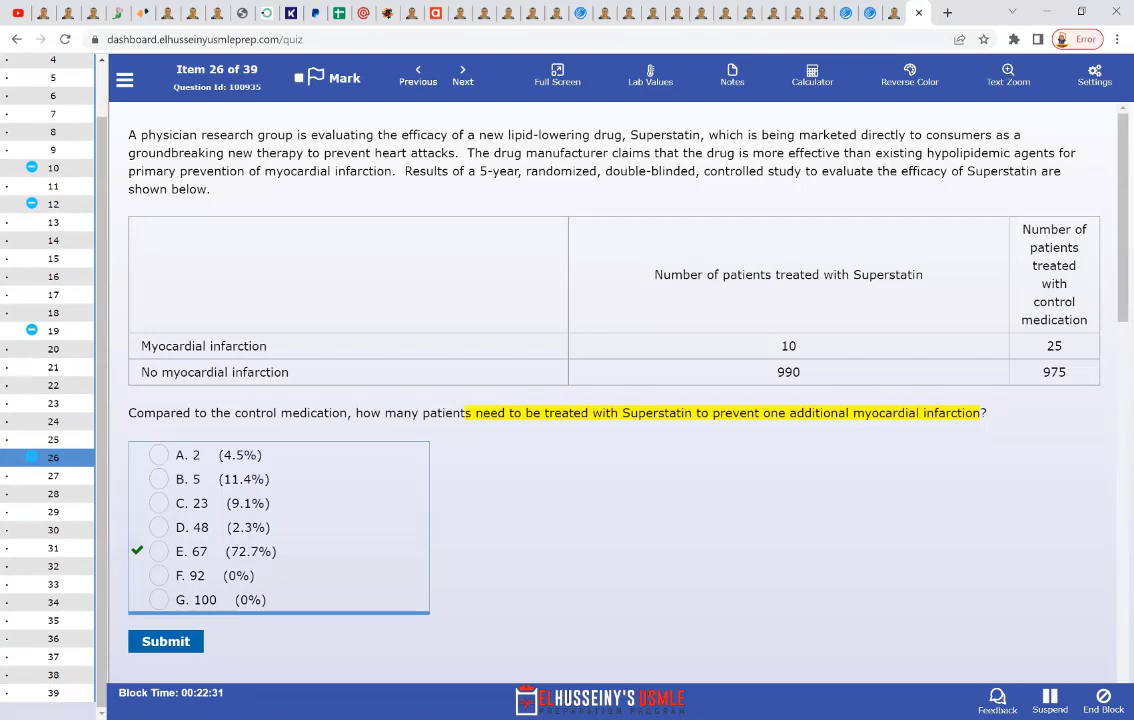 dashboard.elhusseinyusmleprep.com/quiz
Error
Item 26 of 39
Question Id: 100935
Mark
Previous
Next
Full Screen
Lab Values
Notes
Calculator
Reverse Color
Text Zoom
Settings
4
5
6
7
8
9
10
11
12
13
14
15
16
17
18
19
20
21
22
23
24
25
26
27
28
29
30
31
32
33
34
35
36
37
38
39
A physician research group is evaluating the efficacy of a new lipid-lowering drug, Superstatin, which is being marketed directly to consumers as a
groundbreaking new therapy to prevent heart attacks. The drug manufacturer claims that the drug is more effective than existing hypolipidemic agents for
primary prevention of myocardial infarction. Results of a 5-year, randomized, double-blinded, controlled study to evaluate the efficacy of Superstatin are
shown below.
Number of patients treated with Superstatin
Number of
patients
treated
with
control
medication
Myocardial infarction 10 25
No myocardial infarction 990 975
Compared to the control medication, how many patients need to be treated with Superstatin to prevent one additional myocardial infarction?
A. 2 (4.5%)
B. 5 (11.4%)
C. 23 (9.1%)
D. 48 (2.3%)
E. 67 (72.7%)
F. 92 (0%)
G. 100 (0%)
Submit
Block Time: 00:22:31
ELHUSSEINY'S USMLE
PREPARATION PROGRAM
Feedback
Suspend
End Block